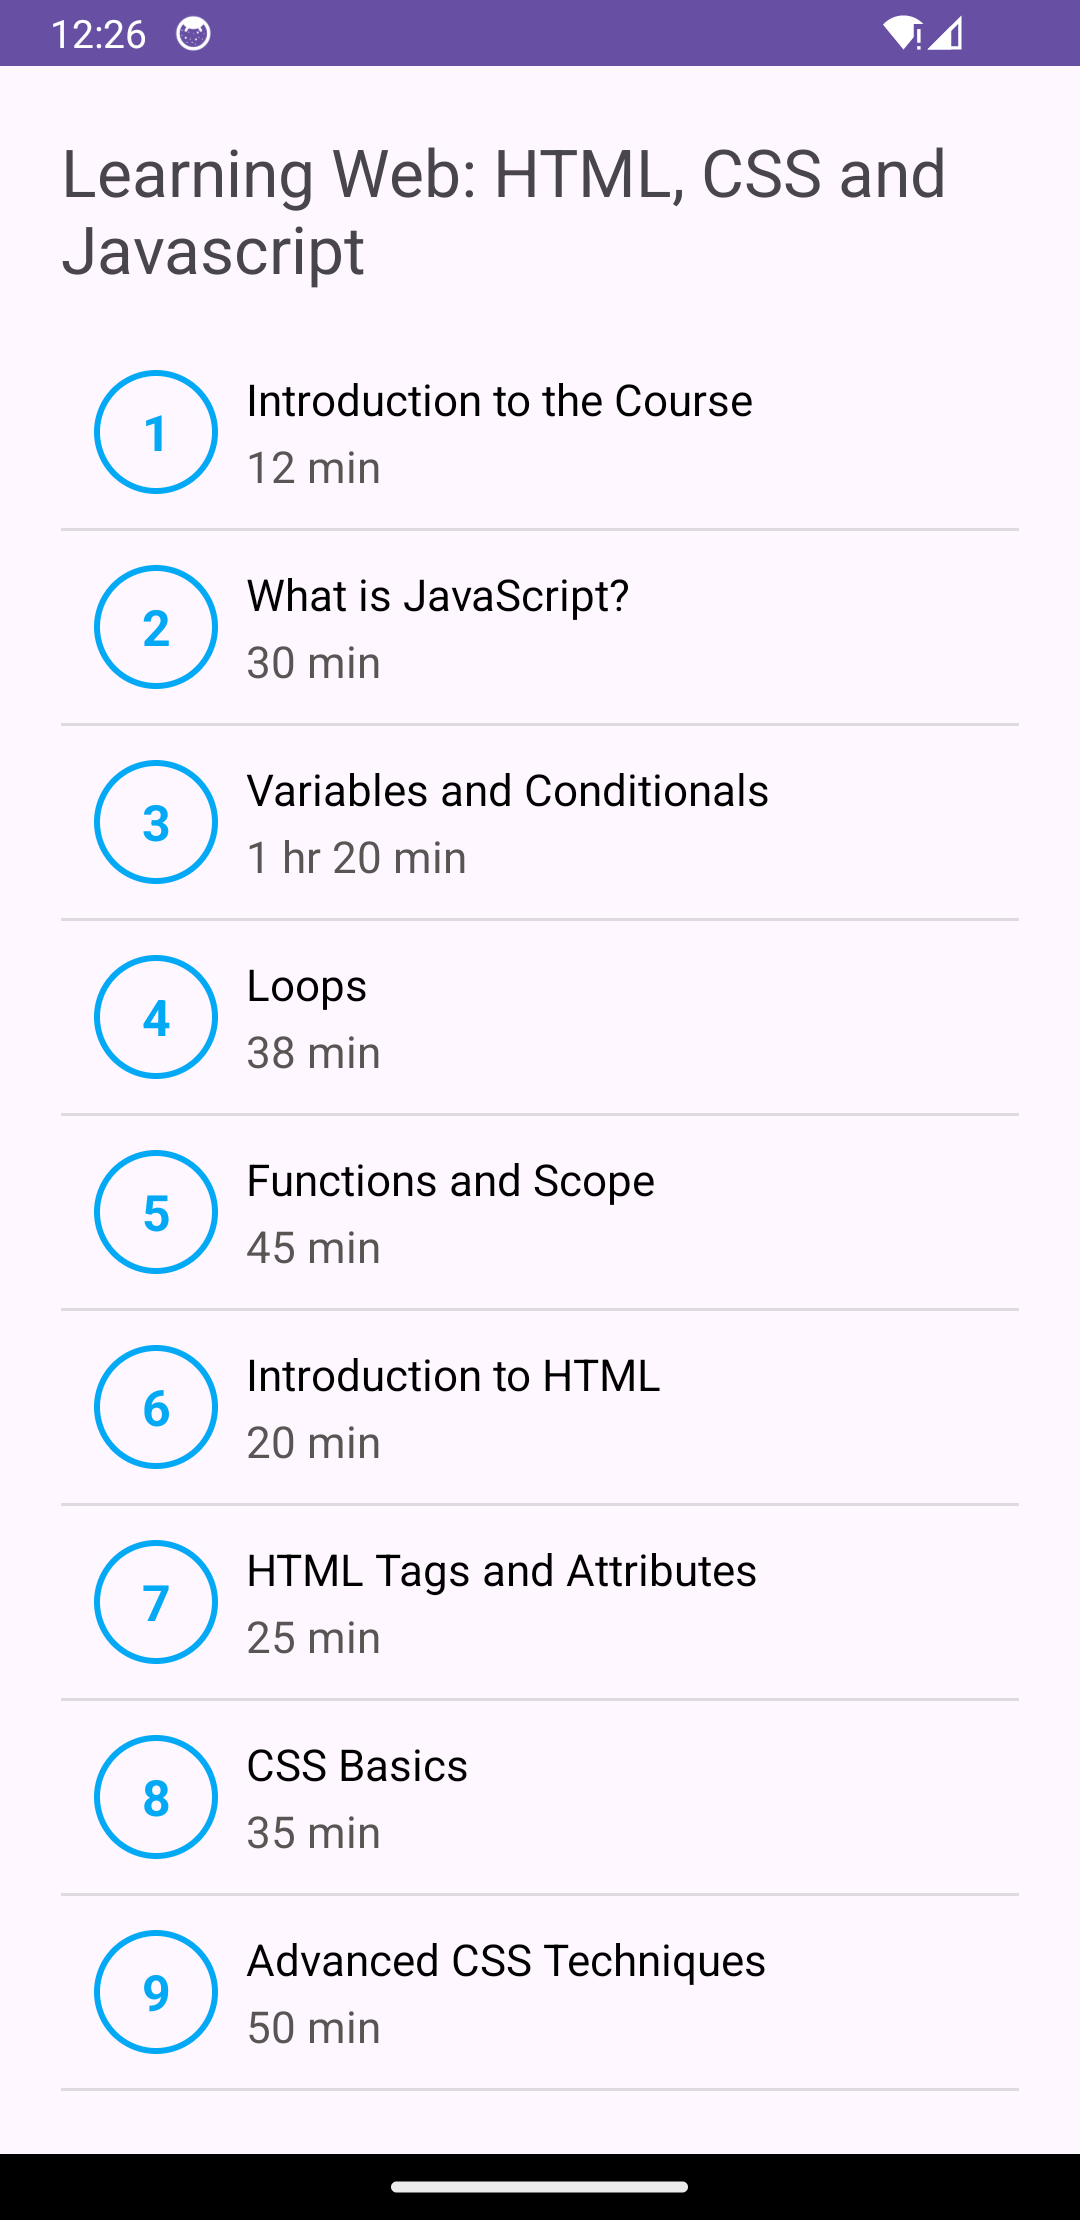 12:26
Learning Web: HTML, CSS and
Javascript
1
Introduction to the Course
12 min
2
What is JavaScript?
30 min
3
Variables and Conditionals
1 hr 20 min
4
Loops
38 min
5
Functions and Scope
45 min
6
Introduction to HTML
20 min
7
HTML Tags and Attributes
25 min
8
CSS Basics
35 min
9
Advanced CSS Techniques
50 min